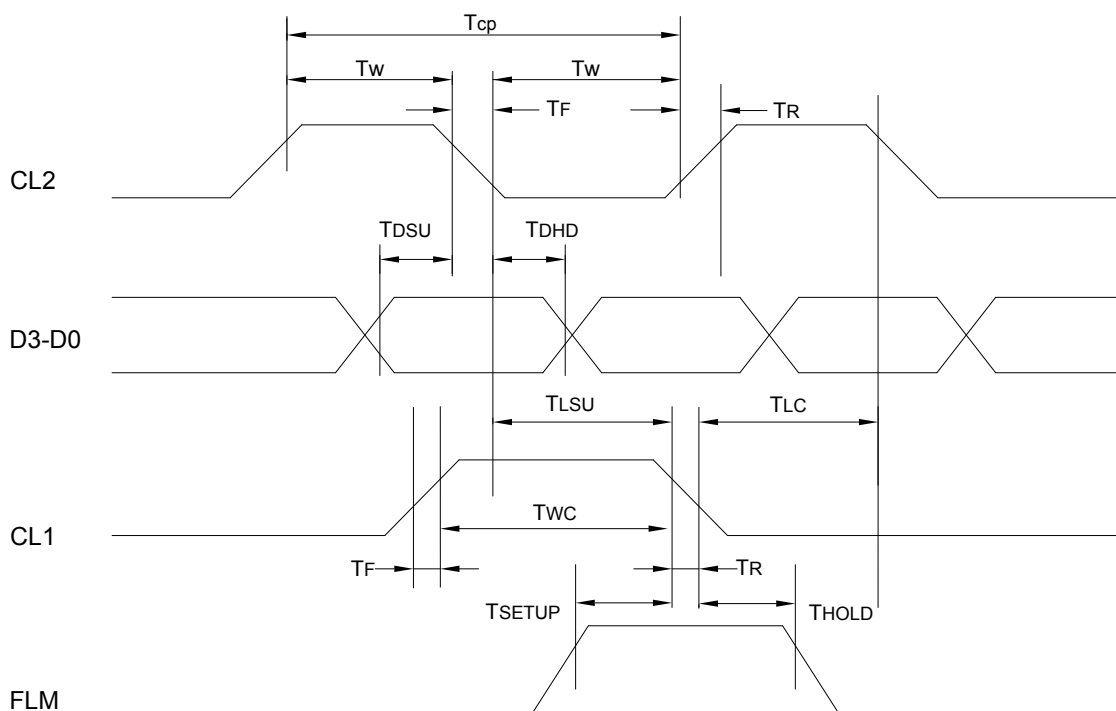 Tcp
TW TW
TF TR
CL2
TDSU TDHD
D3-D0
TLSU TLC
TWC
CL1
TF TR
TSETUP THOLD
FLM